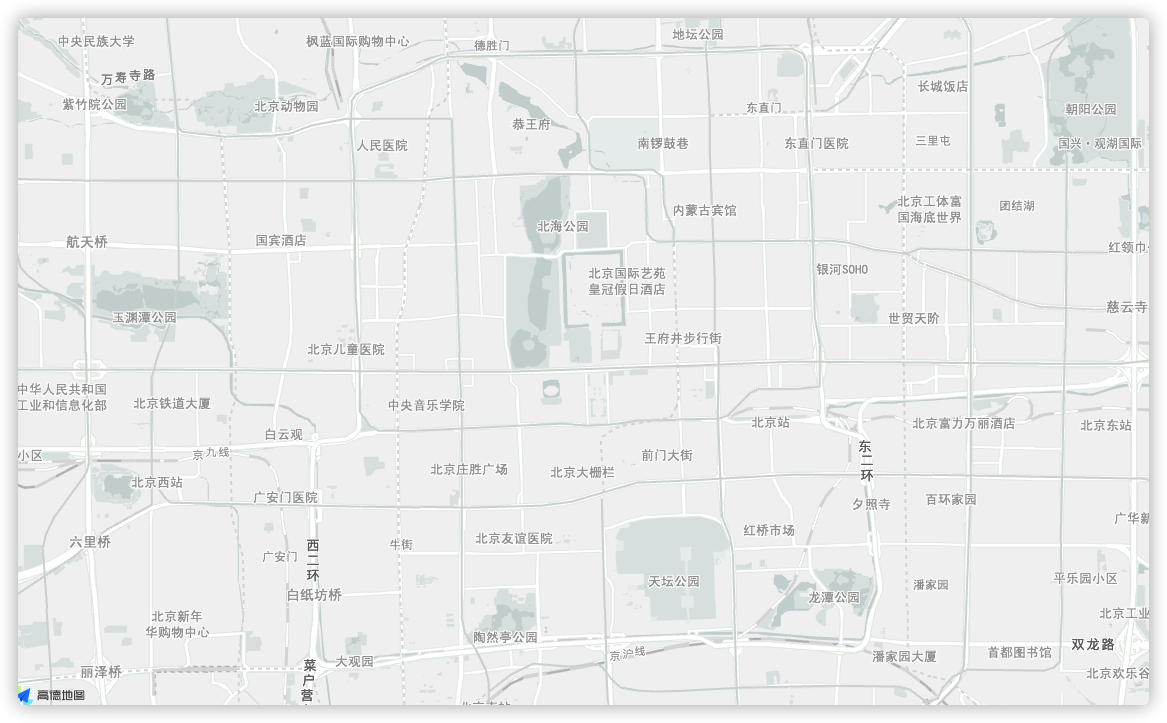 中央民族大学
枫蓝国际购物中心
德胜门
地坛公园
万寿寺路
长城饭店
紫竹院公园
北京动物园
东直门
朝阳公园
恭王府
人民医院
南锣鼓巷
东直门医院
三里屯
国兴·观湖国际
北京工体富
国海底世界
团结湖
内蒙古宾馆
北海公园
航天桥
国宾酒店
红领巾
银河SOHO
北京国际艺苑
皇冠假日酒店
慈云寺
玉渊潭公园
世贸天阶
王府井步行街
北京儿童医院
中华人民共和国
工业和信息化部
北京铁道大厦
中央音乐学院
北京站
北京富力万丽酒店
北京东站
白云观
小区
京九线
前门大街
东二环
北京庄胜广场
北京大栅栏
北京西站
广安门医院
夕照寺
百环家园
广华新
红桥市场
六里桥
北京友谊医院
牛街
西二环
广安门
天坛公园
平乐园小区
潘家园
白纸坊桥
龙潭公园
北京新年
华购物中心
北京工业
陶然亭公园
双龙路
京沪线
首都图书馆
潘家园大厦
大观园
丽泽桥
菜户营
北京欢乐谷
高德地图